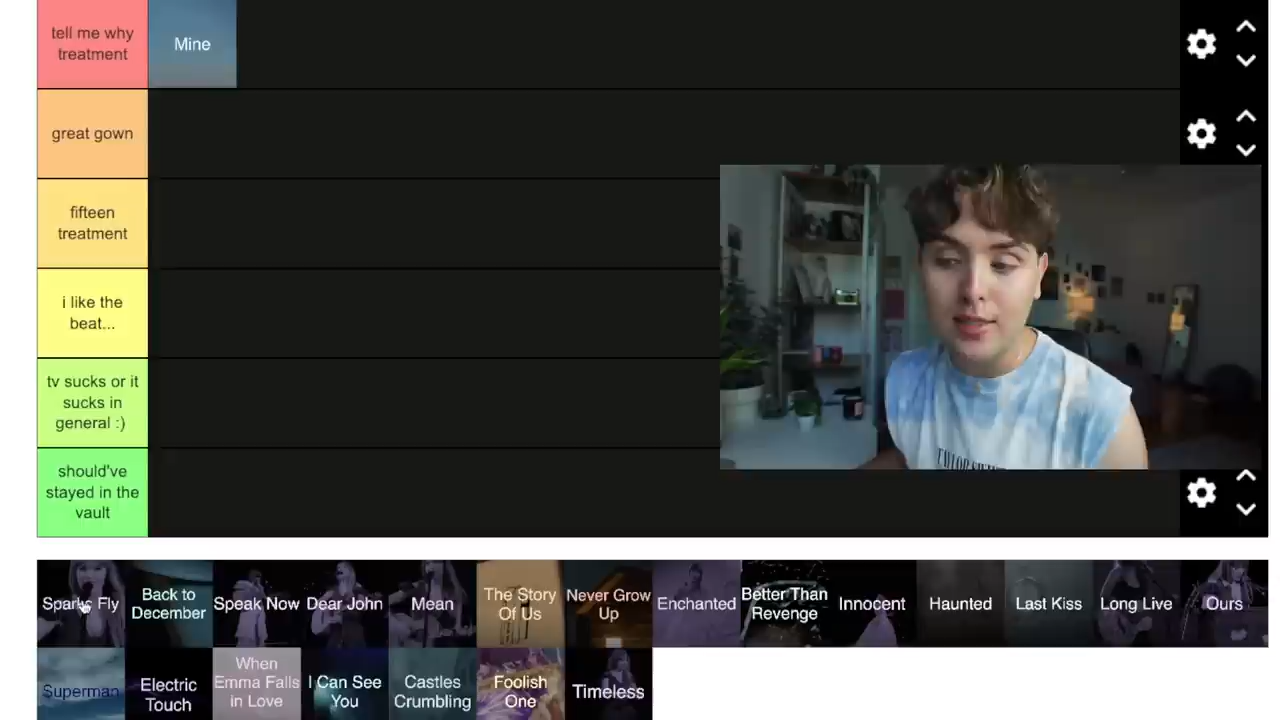 tell me why
treatment
Mine
great gown
fifteen
treatment
i like the
beat...
tv sucks or it
sucks in
general :)
should've
stayed in the
vault
Sparks Fly
Back to
December
Speak Now
Dear John
Mean
The Story
Of Us
Never Grow
Up
Enchanted
Better Than
Revenge
Innocent
Haunted
Last Kiss
Long Live
Ours
Superman
Electric
Touch
When
Emma Falls
in Love
I Can See
You
Castles
Crumbling
Foolish
One
Timeless